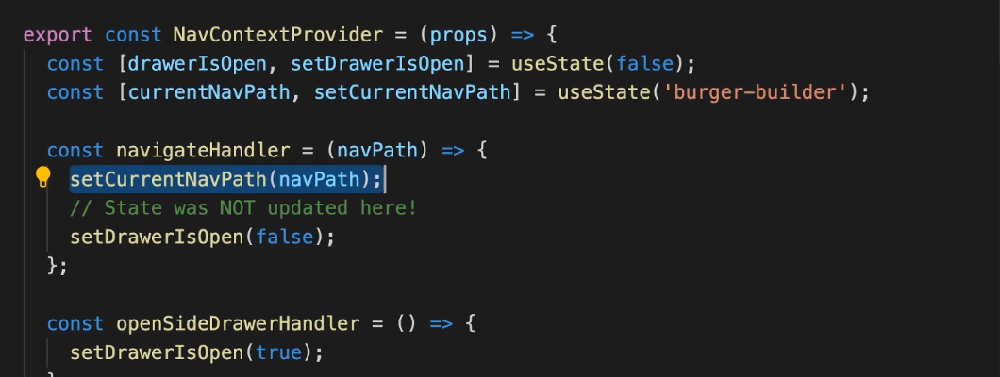 export const NavContextProvider = (props) => {
const [drawerIsOpen, setDrawerIsOpen] = useState(false);
const [currentNavPath, setCurrentNavPath] = useState('burger-builder');
const navigateHandler = (navPath) => {
setCurrentNavPath(navPath);
// State was NOT updated here!
setDrawerIsOpen(false);
};
const openSideDrawerHandler = () => {
setDrawerIsOpen(true);